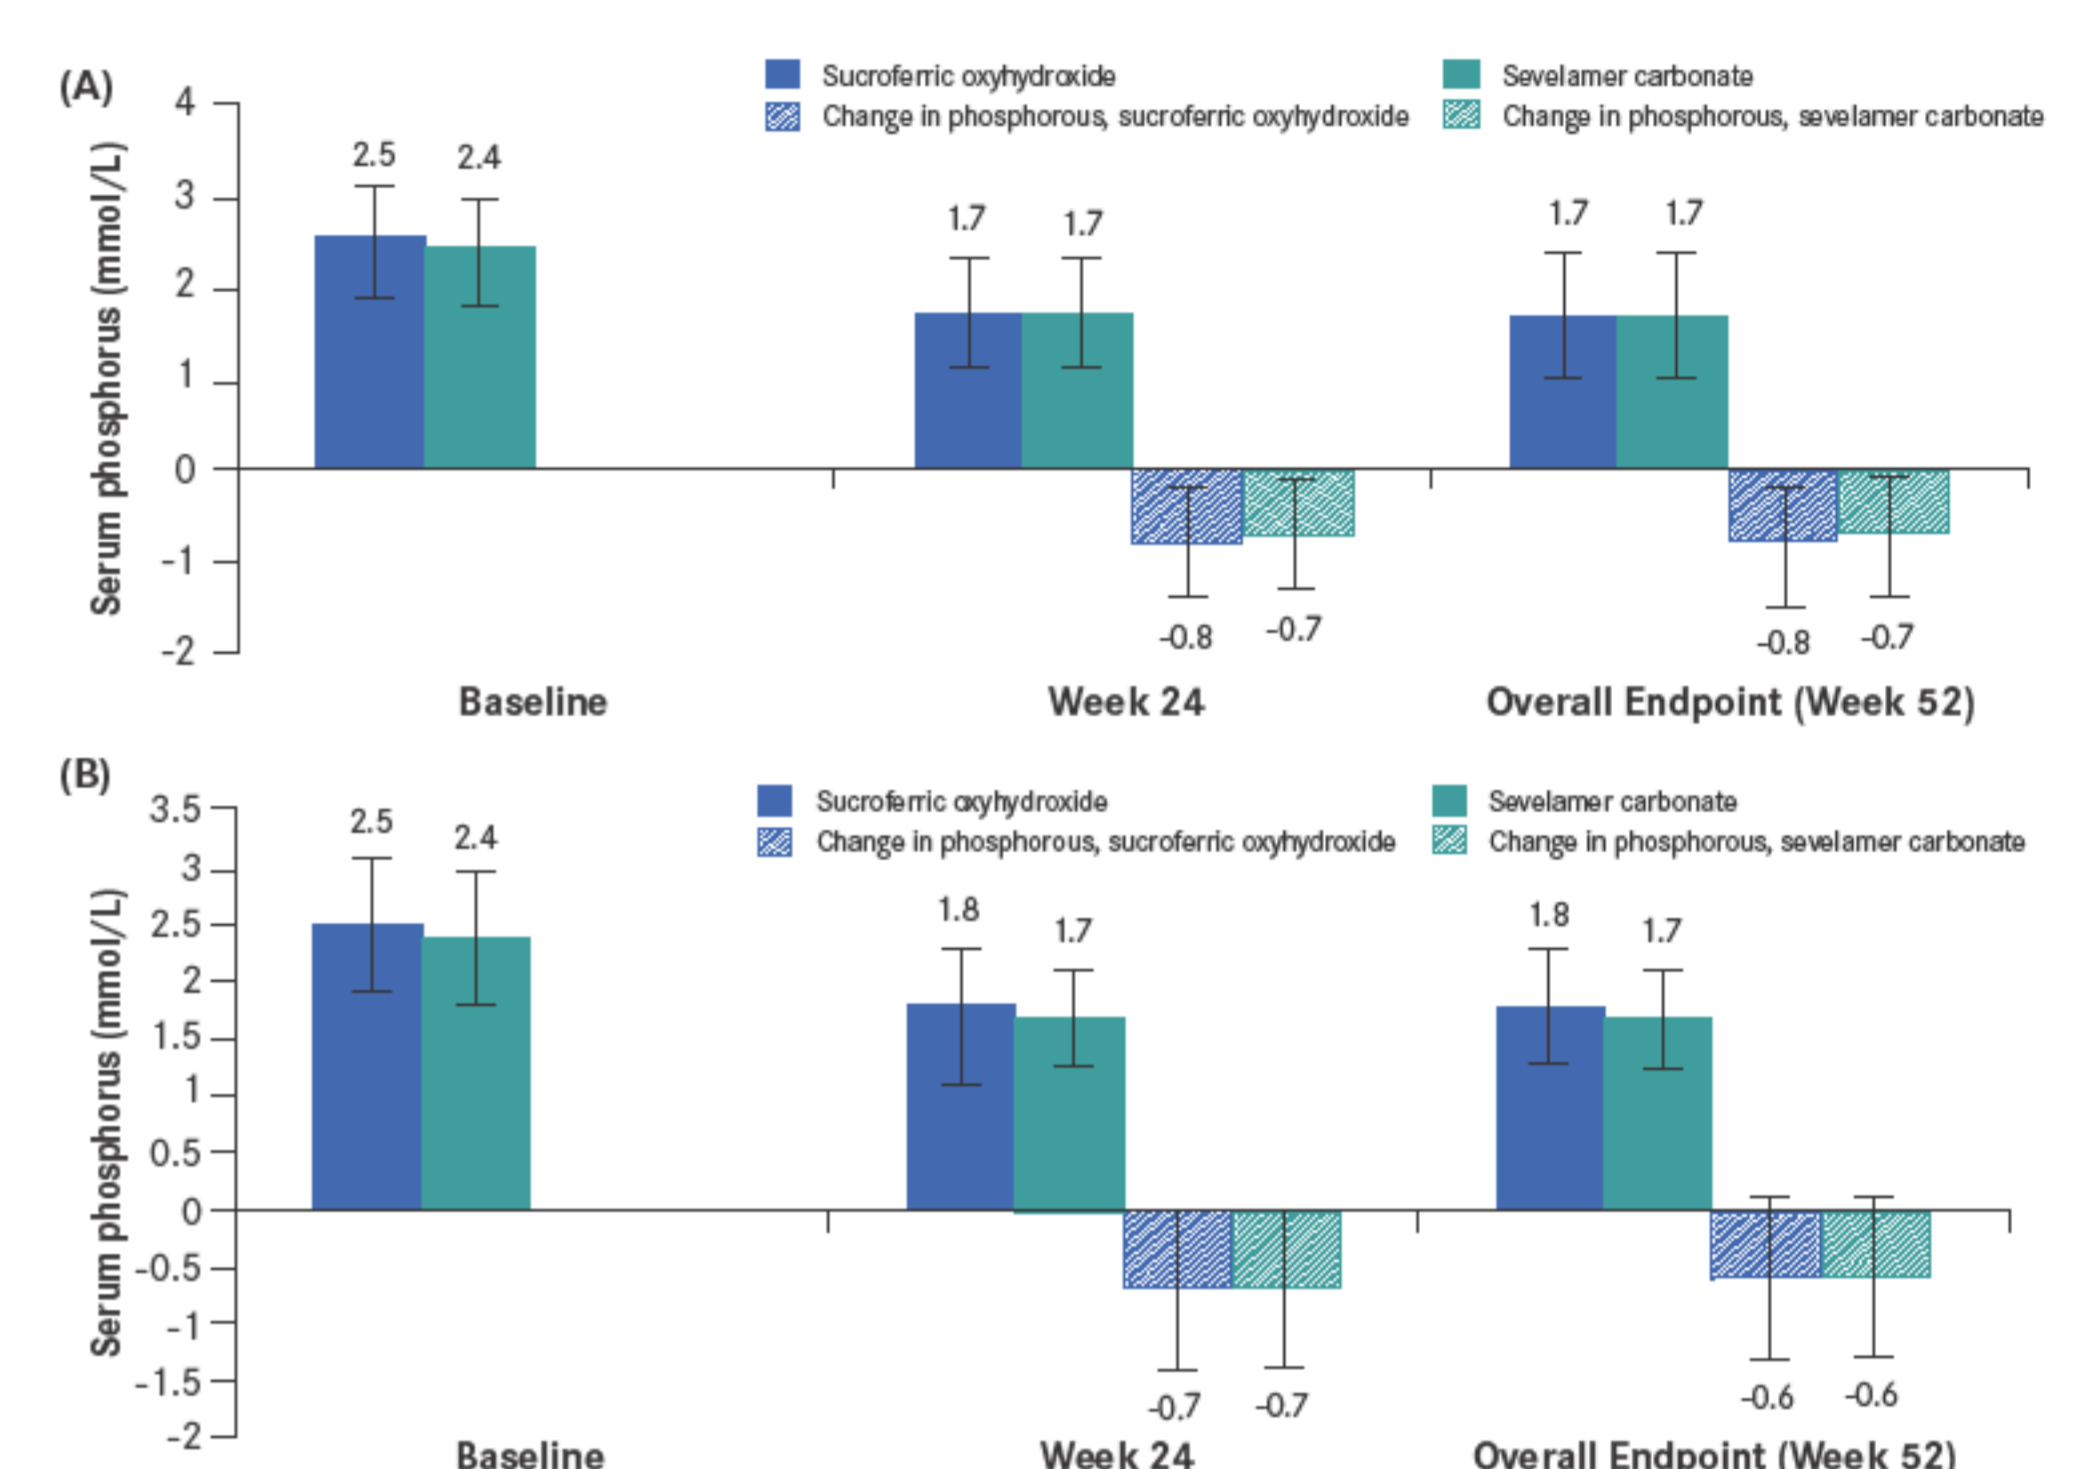 (A)
Sucroferric oxyhydroxide
Sevelamer carbonate
Change in phosphorous, sucroferric oxyhydroxide
Change in phosphorous, sevelamer carbonate
Serum phosphorus (mmol/L)
4
3
2
1
0
-1
-2
2.5
2.4
1.7
1.7
-0.8
-0.7
1.7
1.7
-0.8
-0.7
Baseline
Week 24
Overall Endpoint (Week 52)
(B)
Sucroferric oxyhydroxide
Sevelamer carbonate
Change in phosphorous, sucroferric oxyhydroxide
Change in phosphorous, sevelamer carbonate
Serum phosphorus (mmol/L)
3.5
3
2.5
2
1.5
1
0.5
0
-0.5
-1
-1.5
-2
2.5
2.4
1.8
1.7
-0.7
-0.7
1.8
1.7
-0.6
-0.6
Baseline
Week 24
Overall Endpoint (Week 52)